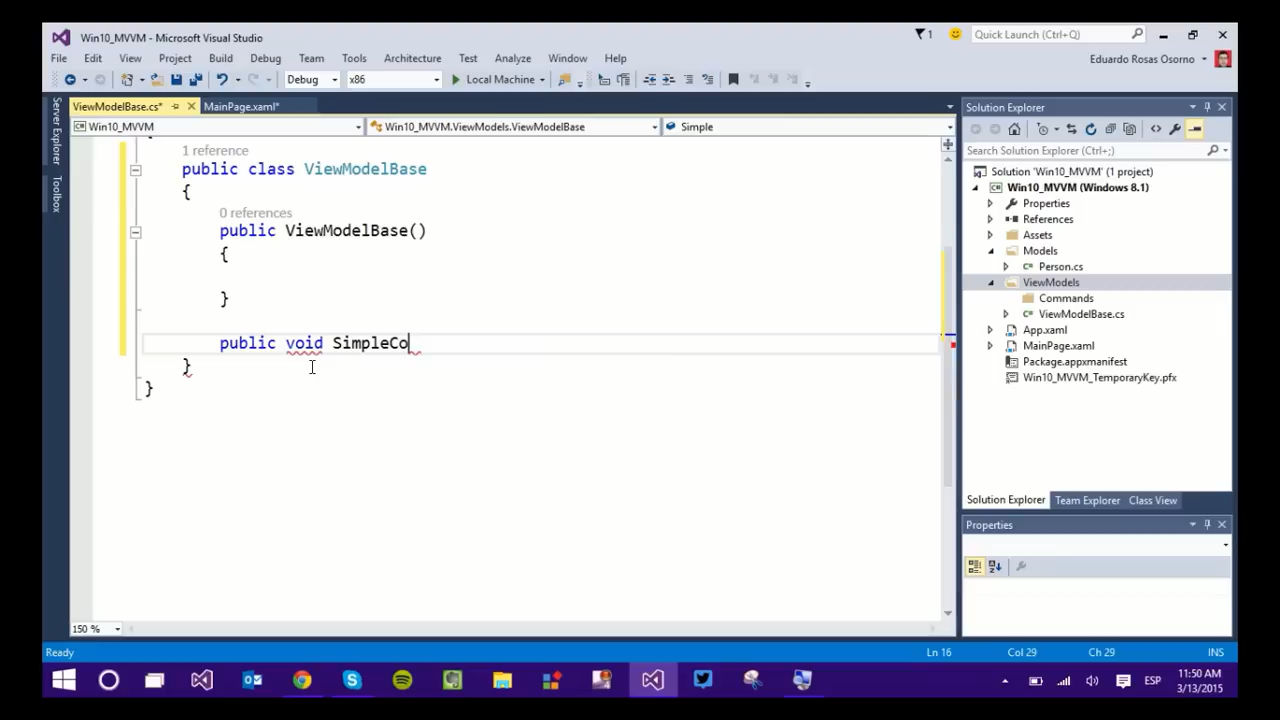 Win10_MVVM - Microsoft Visual Studio
1
Quick Launch (Ctrl+Q)
File Edit View Project Build Debug Team Tools Architecture Test Analyze Window Help
Eduardo Rosas Osorno
Debug x86 Local Machine
Server Explorer
Toolbox
ViewModelBase.cs* MainPage.xaml*
Win10_MVVM Win10_MVVM.ViewModels.ViewModelBase Simple
1 reference
public class ViewModelBase
{
0 references
public ViewModelBase()
{
}
public void SimpleCo
}
}
150 %
Solution Explorer
Search Solution Explorer (Ctrl+;)
Solution 'Win10_MVVM' (1 project)
Win10_MVVM (Windows 8.1)
Properties
References
Assets
Models
C# Person.cs
ViewModels
Commands
C# ViewModelBase.cs
App.xaml
MainPage.xaml
Package.appxmanifest
Win10_MVVM_TemporaryKey.pfx
Solution Explorer Team Explorer Class View
Properties
Ready Ln 16 Col 29 Ch 29 INS
ESP
11:50 AM
3/13/2015